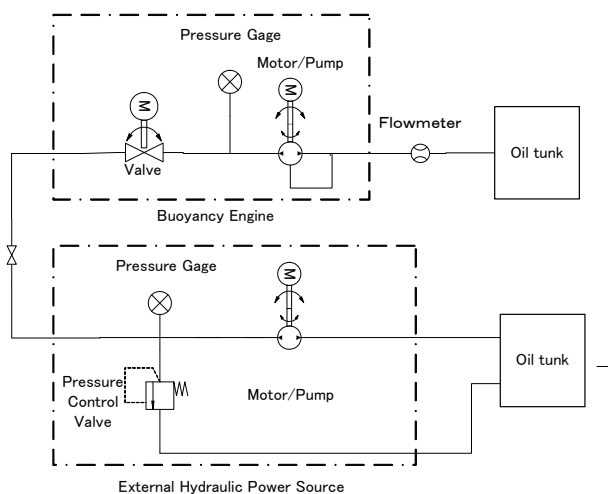 Pressure Gage
Motor/Pump
M
M
Flowmeter
Oil tunk
Valve
Buoyancy Engine
Pressure Gage
M
Oil tunk
Pressure
Control
Valve
Motor/Pump
External Hydraulic Power Source